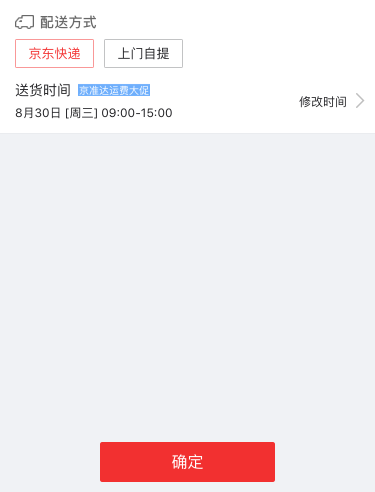 配送方式
京东快递 上门自提
送货时间 京准达运费大促
8月30日 [周三] 09:00-15:00
修改时间
确定